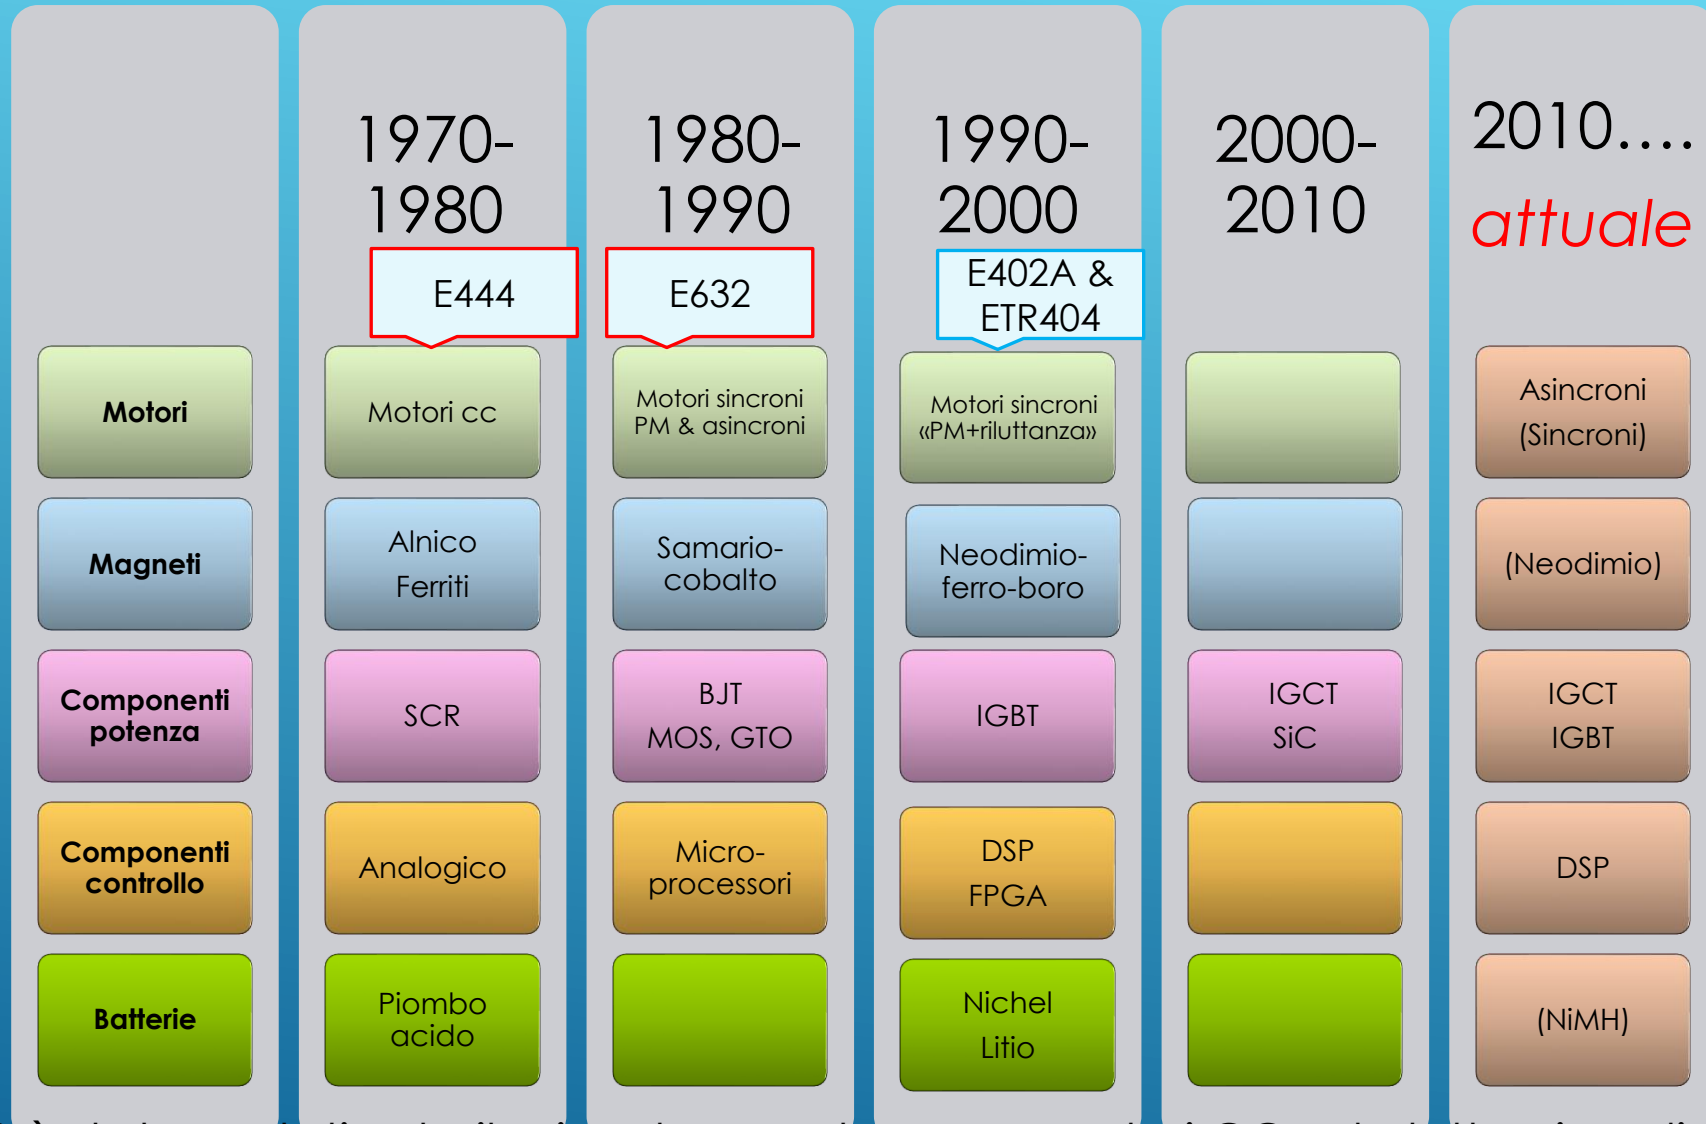 1970-
1980
1980-
1990
1990-
2000
2000-
2010
2010....
attuale
E444
E632
E402A &
ETR404
Motori
Motori cc
Motori sincroni
PM & asincroni
Motori sincroni
«PM+riluttanza»
Asincroni
(Sincroni)
Magneti
Alnico
Ferriti
Samario-
cobalto
Neodimio-
ferro-boro
(Neodimio)
Componenti
potenza
SCR
BJT
MOS, GTO
IGBT
IGCT
SiC
IGCT
IGBT
Componenti
controllo
Analogico
Micro-
processori
DSP
FPGA
DSP
Batterie
Piombo
acido
Nichel
Litio
(NiMH)